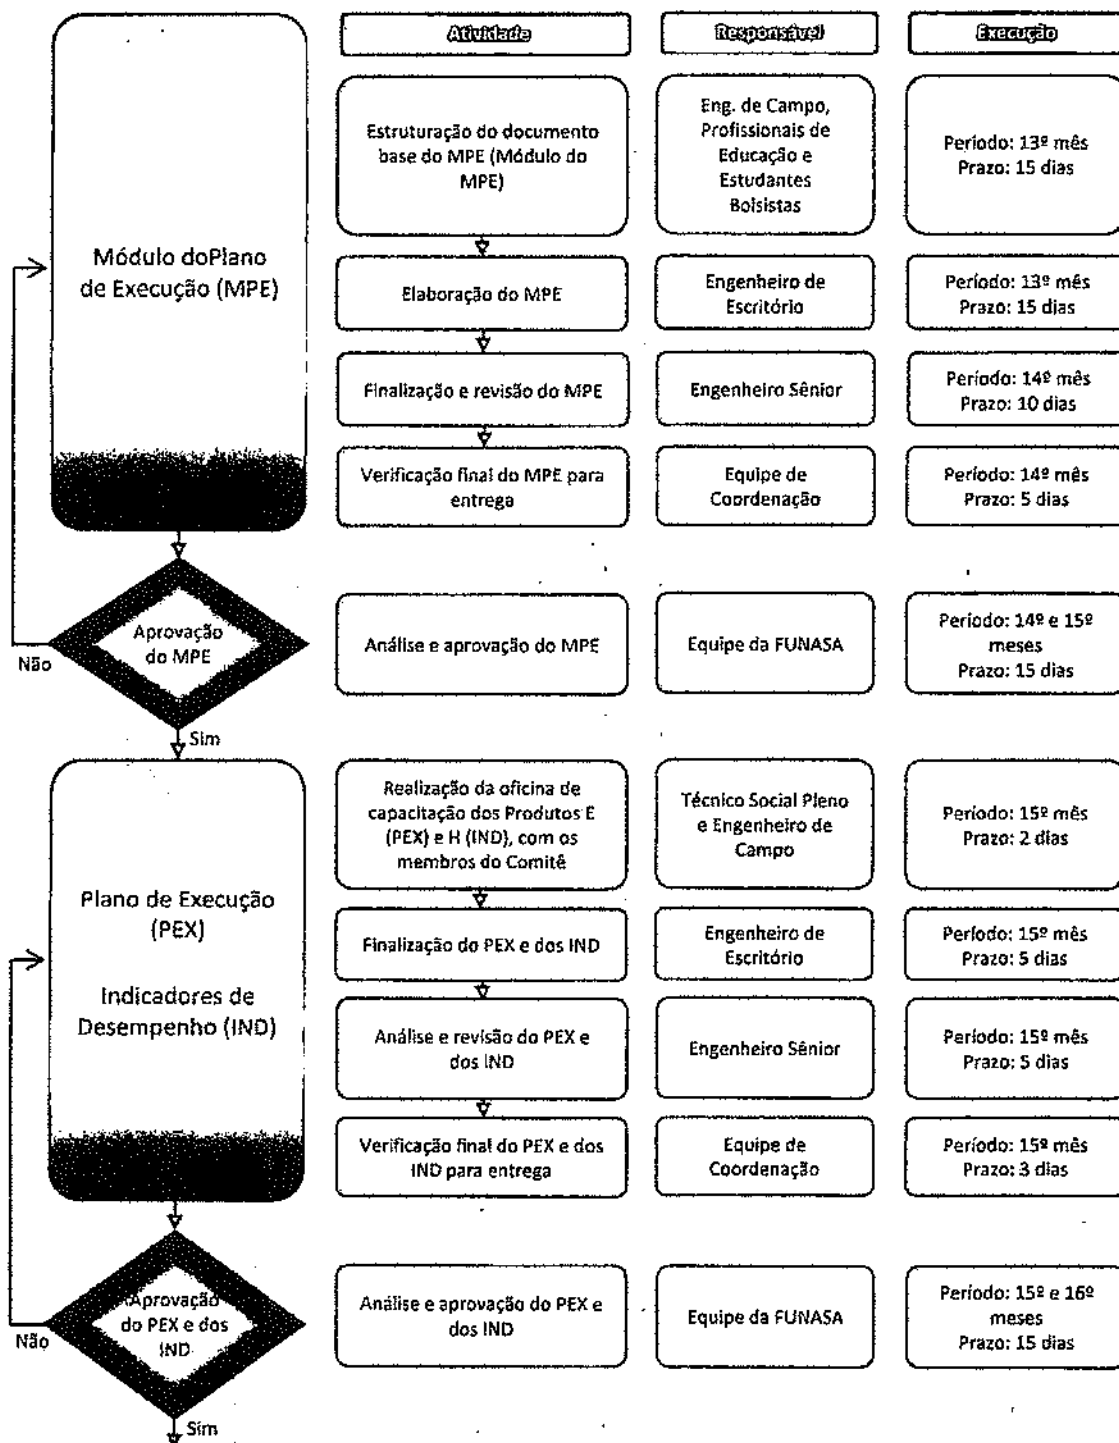 Atividade
Responsável
Execução
Módulo doPlano
de Execução (MPE)
Estruturação do documento
base do MPE (Módulo do
MPE)
Eng. de Campo,
Profissionais de
Educação e
Estudantes
Bolsistas
Período: 13º mês
Prazo: 15 dias
Elaboração do MPE
Engenheiro de
Escritório
Período: 13º mês
Prazo: 15 dias
Finalização e revisão do MPE
Engenheiro Sênior
Período: 14º mês
Prazo: 10 dias
Verificação final do MPE para
entrega
Equipe de
Coordenação
Período: 14º mês
Prazo: 5 dias
Aprovação
do MPE
Não
Sim
Análise e aprovação do MPE
Equipe da FUNASA
Período: 14º e 15º
meses
Prazo: 15 dias
Plano de Execução
(PEX)
Indicadores de
Desempenho (IND)
Realização da oficina de
capacitação dos Produtos E
(PEX) e H (IND), com os
membros do Comitê
Técnico Social Pleno
e Engenheiro de
Campo
Período: 15º mês
Prazo: 2 dias
Finalização do PEX e dos IND
Engenheiro de
Escritório
Período: 15º mês
Prazo: 5 dias
Análise e revisão do PEX e
dos IND
Engenheiro Sênior
Período: 15º mês
Prazo: 5 dias
Verificação final do PEX e dos
IND para entrega
Equipe de
Coordenação
Período: 15º mês
Prazo: 3 dias
Aprovação
do PEX e dos
IND
Não
Sim
Análise e aprovação do PEX e
dos IND
Equipe da FUNASA
Período: 15º e 16º
meses
Prazo: 15 dias